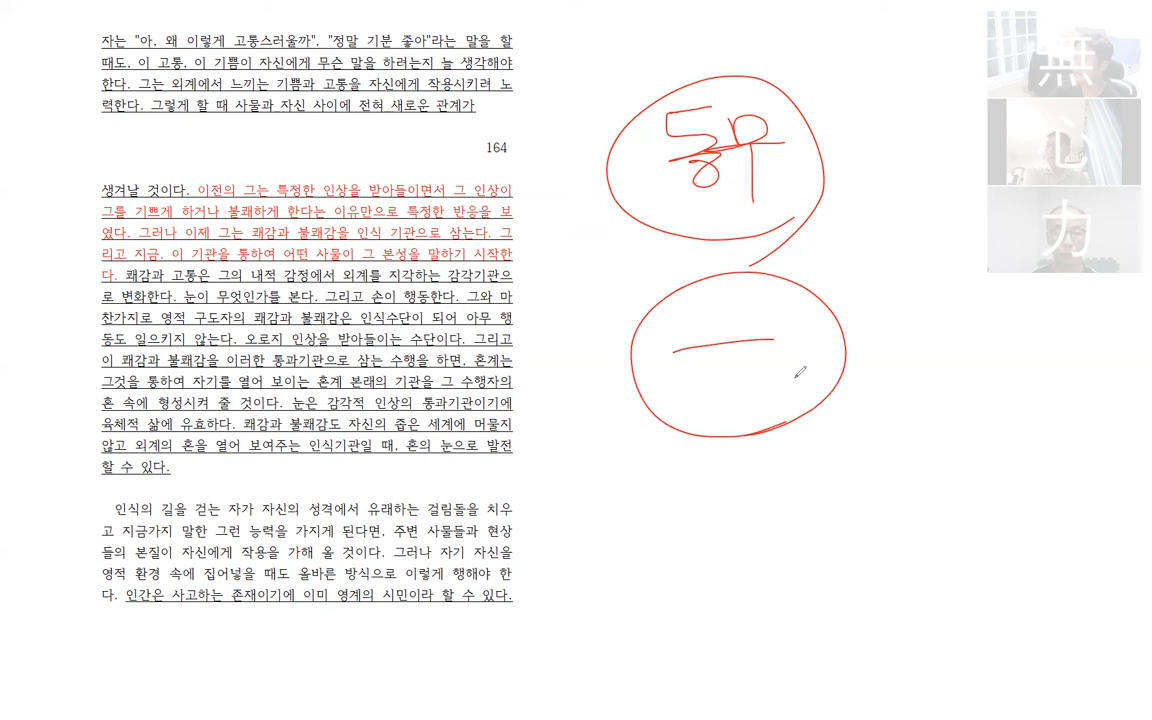 자는 "아, 왜 이렇게 고통스러울까", "정말 기분 좋아"라는 말을 할
때도, 이 고통, 이 기쁨이 자신에게 무슨 말을 하려는지 늘 생각해야
한다. 그는 외계에서 느끼는 기쁨과 고통을 자신에게 작용시키려 노
력한다. 그렇게 할 때 사물과 자신 사이에 전혀 새로운 관계가
164
생겨날 것이다. 이전의 그는 특정한 인상을 받아들이면서 그 인상이
그를 기쁘게 하거나 불쾌하게 한다는 이유만으로 특정한 반응을 보
였다. 그러나 이제 그는 쾌감과 불쾌감을 인식 기관으로 삼는다. 그
리고 지금, 이 기관을 통하여 어떤 사물이 그 본성을 말하기 시작한
다. 쾌감과 고통은 그의 내적 감정에서 외계를 지각하는 감각기관으
로 변화한다. 눈이 무엇인가를 본다. 그리고 손이 행동한다. 그와 마
찬가지로 영적 구도자의 쾌감과 불쾌감은 인식수단이 되어 아무 행
동도 일으키지 않는다. 오로지 인상을 받아들이는 수단이다. 그리고
이 쾌감과 불쾌감을 이러한 통과기관으로 삼는 수행을 하면, 혼계는
그것을 통하여 자기를 열어 보이는 혼계 본래의 기관을 그 수행자의
혼 속에 형성시켜 줄 것이다. 눈은 감각적 인상의 통과기관이기에
육체적 삶에 유효하다. 쾌감과 불쾌감도 자신의 좁은 세계에 머물지
않고 외계의 혼을 열어 보여주는 인식기관일 때, 혼의 눈으로 발전
할 수 있다.
인식의 길을 걷는 자가 자신의 성격에서 유래하는 걸림돌을 치우
고 지금가지 말한 그런 능력을 가지게 된다면, 주변 사물들과 현상
들의 본질이 자신에게 작용을 가해 올 것이다. 그러나 자기 자신을
영적 환경 속에 집어넣을 때도 올바른 방식으로 이렇게 행해야 한
다. 인간은 사고하는 존재이기에 이미 영계의 시민이라 할 수 있다.
無
心
力